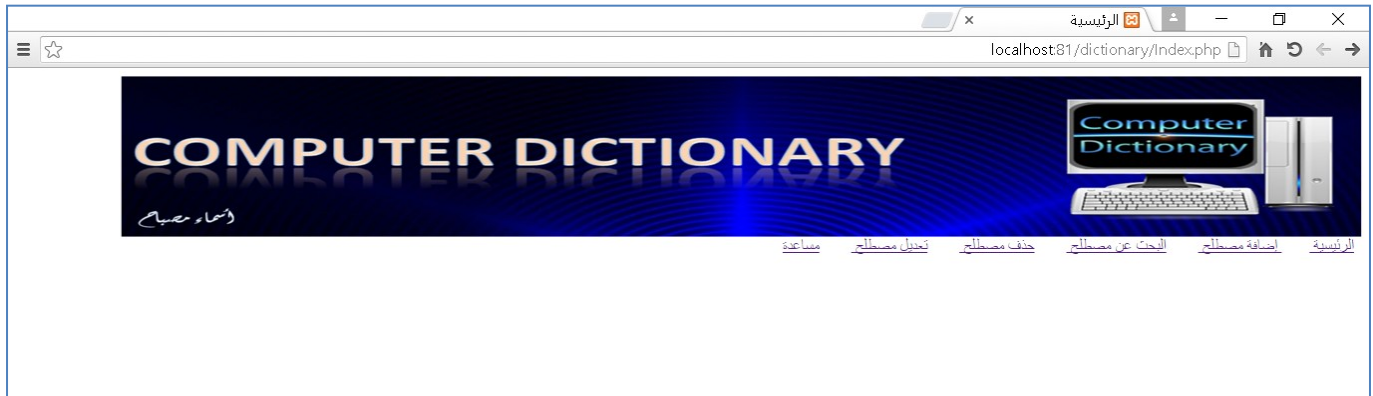 الرئيسية
localhost:81/dictionary/Index.php
Computer
Dictionary
COMPUTER DICTIONARY
أسماء مصباح
الرئيسية إضافة مصطلح البحث عن مصطلح حذف مصطلح تعديل مصطلح مساعدة